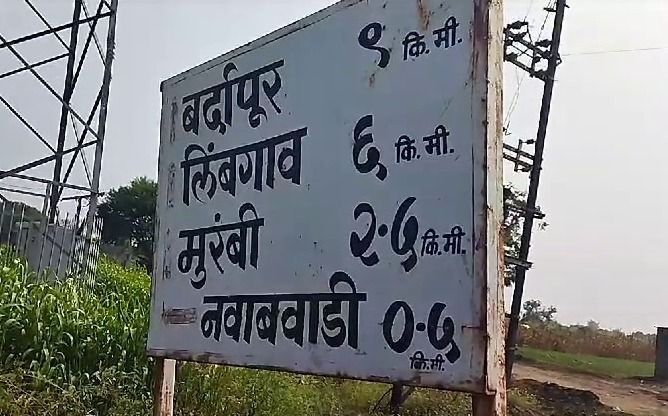 बर्दापूर ९ कि.मी.
लिंबगाव ६ कि.मी.
मुरंबी २.५ कि.मी.
नवाबवाडी ०.५ कि.मी.